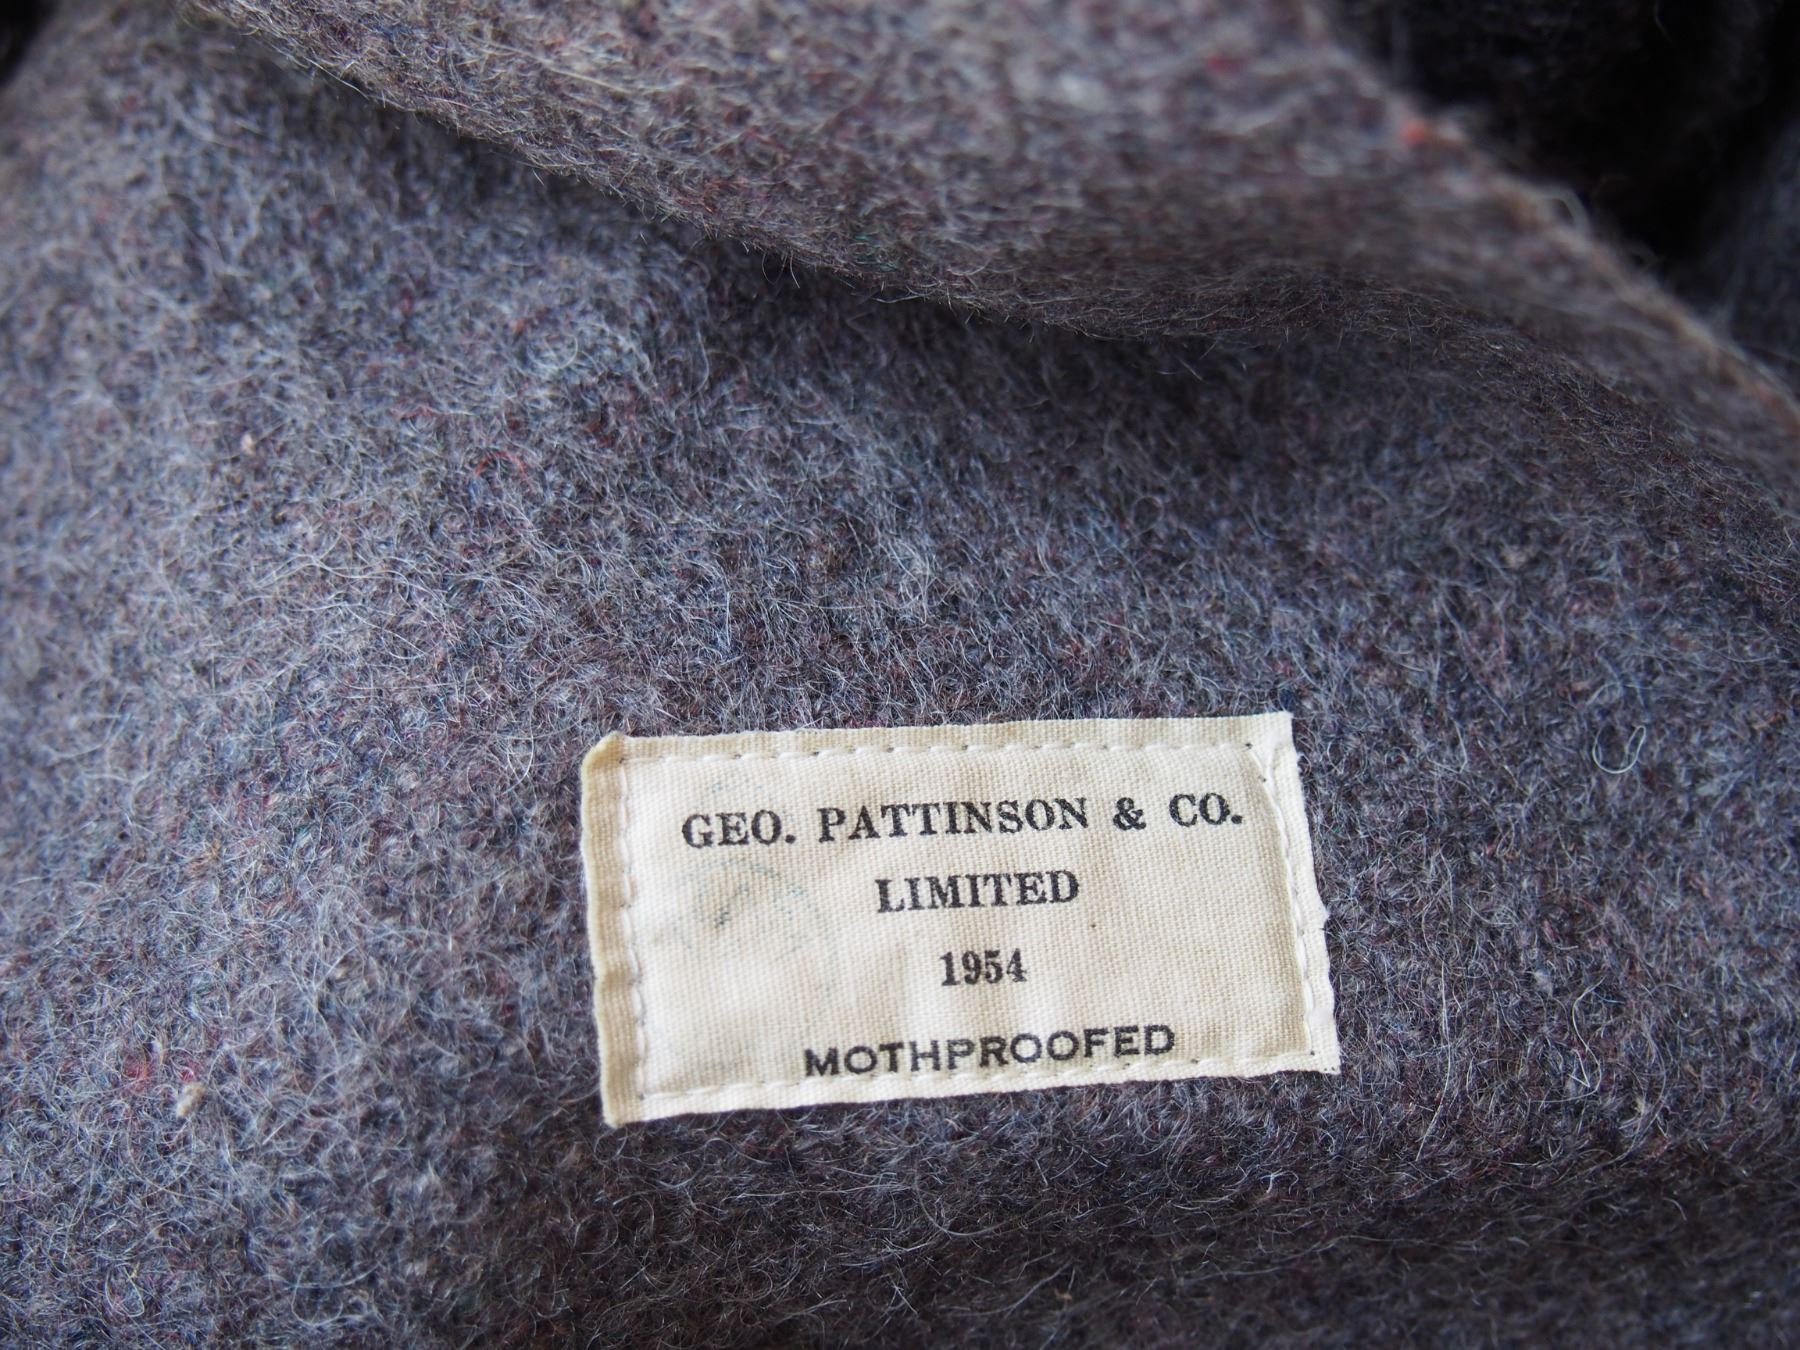 GEO. PATTINSON & CO.
LIMITED
1954
MOTHPROOFED